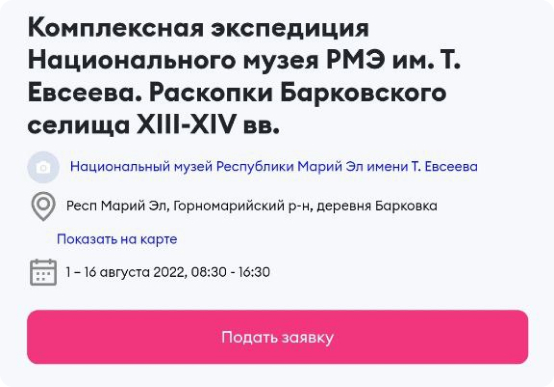 Комплексная экспедиция
Национального музея РМЭ им. Т.
Евсеева. Раскопки Барковского
селища XIII-XIV вв.
Национальный музей Республики Марий Эл имени Т. Евсеева
Респ Марий Эл, Горномарийский р-н, деревня Барковка
Показать на карте
1 – 16 августа 2022, 08:30 - 16:30
Подать заявку